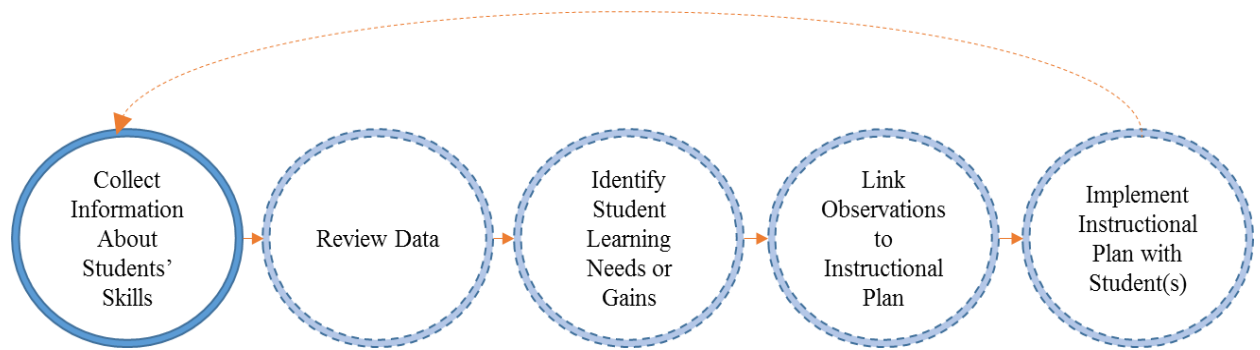 Collect
Information
About
Students’
Skills
Review Data
Identify
Student
Learning
Needs or
Gains
Link
Observations
to
Instructional
Plan
Implement
Instructional
Plan with
Student(s)